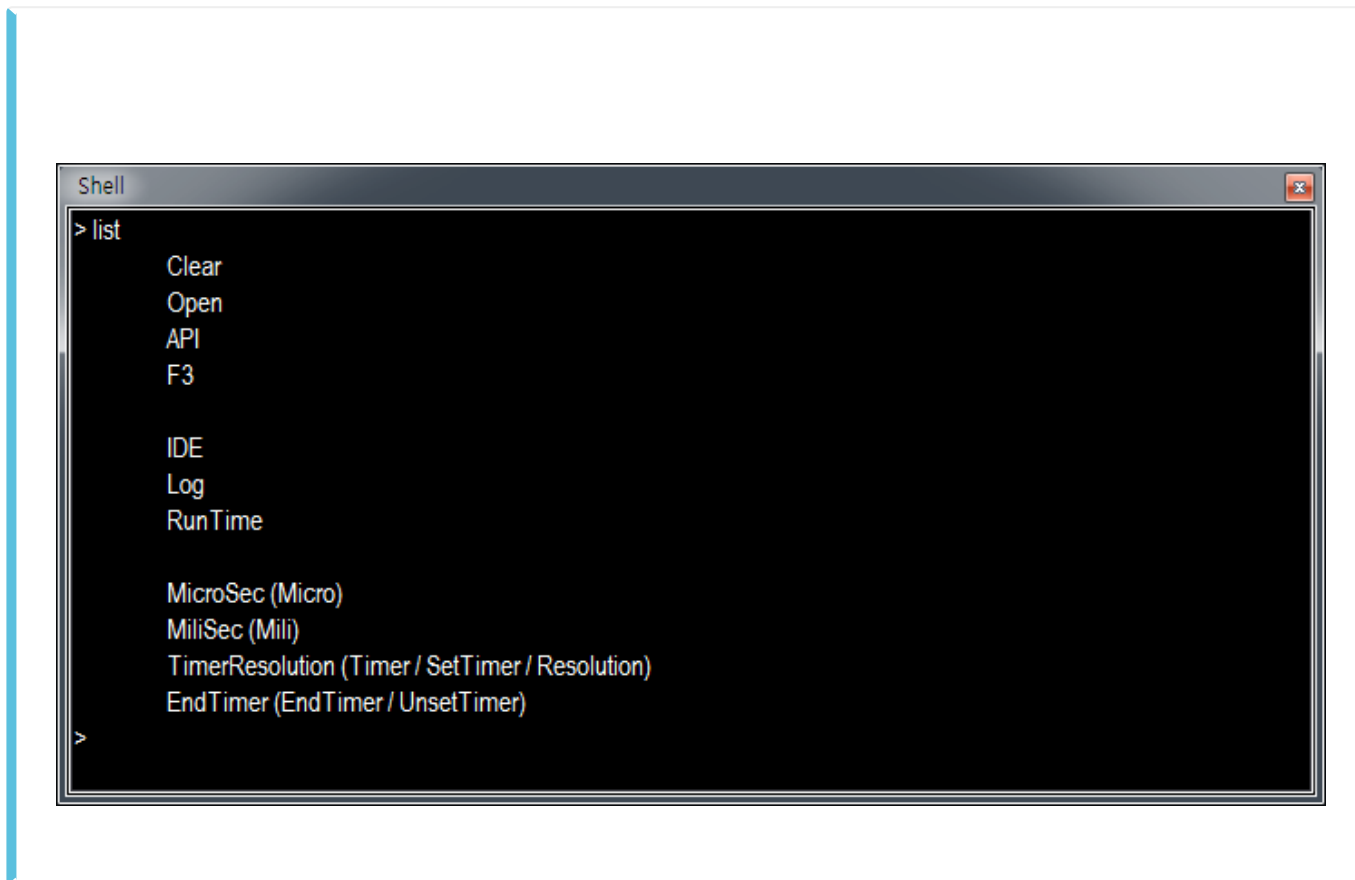 Shell
> list
Clear
Open
API
F3
IDE
Log
RunTime
MicroSec (Micro)
MiliSec (Mili)
TimerResolution (Timer / SetTimer / Resolution)
EndTimer (EndTimer / UnsetTimer)
>